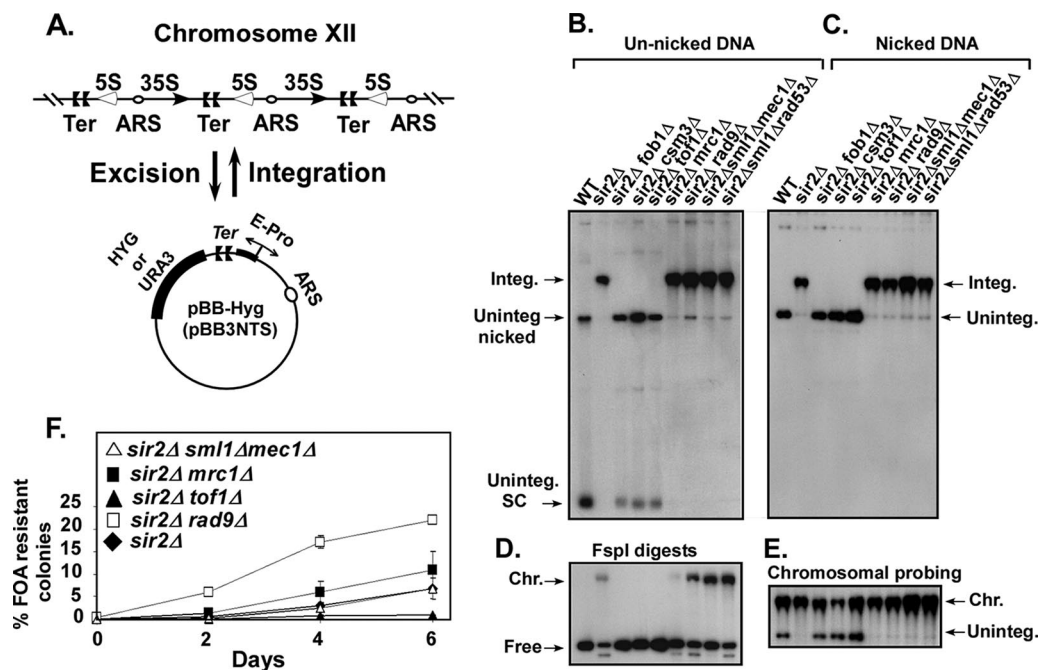 A.
Chromosome XII
5S 35S 5S 35S 5S
Ter ARS Ter ARS Ter ARS
Excision Integration
HYG
or
URA3
Ter
E-Pro
ARS
pBB-Hyg
(pBB3NTS)
B.
Un-nicked DNA
WT
sir2Δ
sir2Δ fob1Δ
sir2Δ csm3Δ
sir2Δ tof1Δ
sir2Δ mrc1Δ
sir2Δ rad9Δ
sir2Δsml1Δmec1Δ
sir2Δsml1Δrad53Δ
Integ.
Uninteg
nicked
Uninteg.
SC
C.
Nicked DNA
WT
sir2Δ
sir2Δ fob1Δ
sir2Δ csm3Δ
sir2Δ tof1Δ
sir2Δ mrc1Δ
sir2Δ rad9Δ
sir2Δsml1Δmec1Δ
sir2Δsml1Δrad53Δ
Integ.
Uninteg.
D.
FspI digests
Chr.
Free
E.
Chromosomal probing
Chr.
Uninteg.
F.
sir2Δ sml1Δmec1Δ
sir2Δ mrc1Δ
sir2Δ tof1Δ
sir2Δ rad9Δ
sir2Δ
% FOA resistant
colonies
25
20
15
10
5
0
0 2 4 6
Days